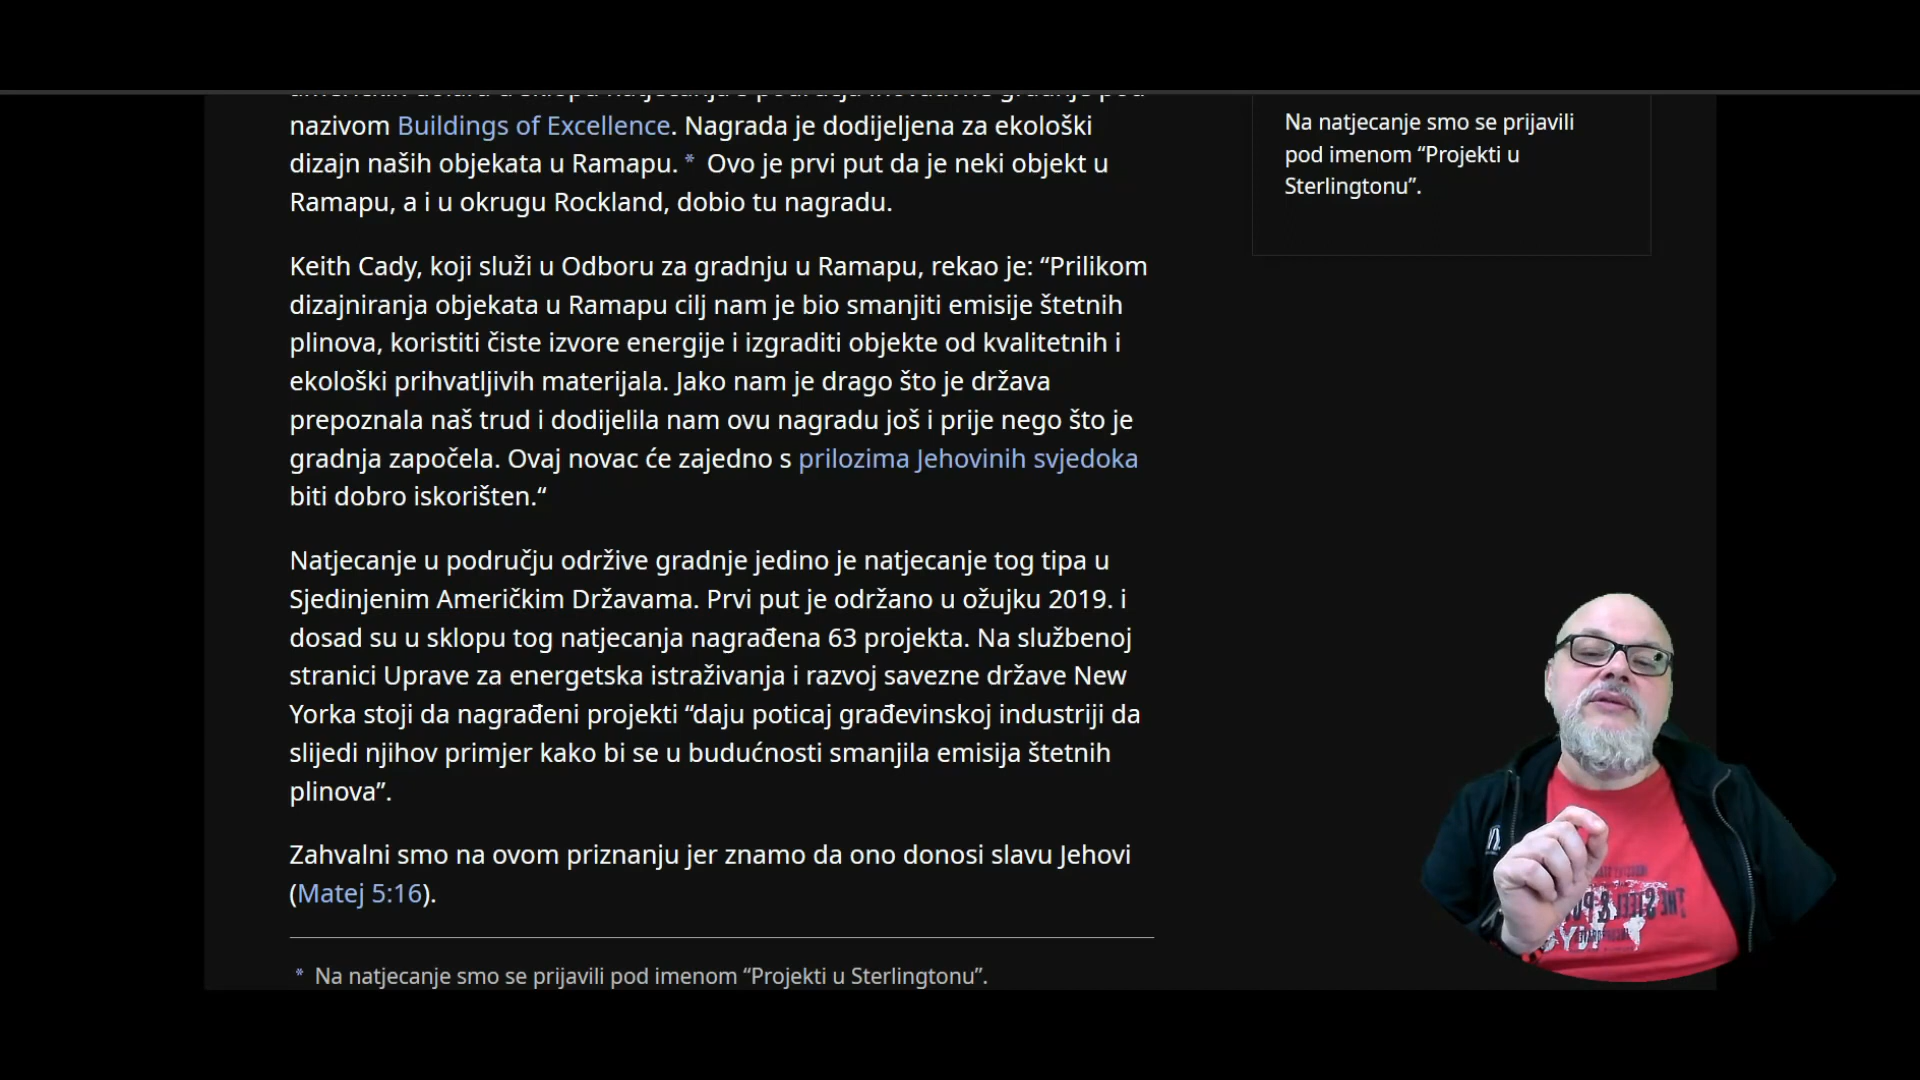 nazivom Buildings of Excellence. Nagrada je dodijeljena za ekološki
dizajn naših objekata u Ramapu. * Ovo je prvi put da je neki objekt u
Ramapu, a i u okrugu Rockland, dobio tu nagradu.
Keith Cady, koji služi u Odboru za gradnju u Ramapu, rekao je: “Prilikom
dizajniranja objekata u Ramapu cilj nam je bio smanjiti emisije štetnih
plinova, koristiti čiste izvore energije i izgraditi objekte od kvalitetnih i
ekološki prihvatljivih materijala. Jako nam je drago što je država
prepoznala naš trud i dodijelila nam ovu nagradu još i prije nego što je
gradnja započela. Ovaj novac će zajedno s prilozima Jehovinih svjedoka
biti dobro iskorišten.“
Natjecanje u području održive gradnje jedino je natjecanje tog tipa u
Sjedinjenim Američkim Državama. Prvi put je održano u ožujku 2019. i
dosad su u sklopu tog natjecanja nagrađena 63 projekta. Na službenoj
stranici Uprave za energetska istraživanja i razvoj savezne države New
Yorka stoji da nagrađeni projekti “daju poticaj građevinskoj industriji da
slijedi njihov primjer kako bi se u budućnosti smanjila emisija štetnih
plinova”.
Zahvalni smo na ovom priznanju jer znamo da ono donosi slavu Jehovi
(Matej 5:16).
* Na natjecanje smo se prijavili pod imenom “Projekti u Sterlingtonu”.
Na natjecanje smo se prijavili
pod imenom “Projekti u
Sterlingtonu”.